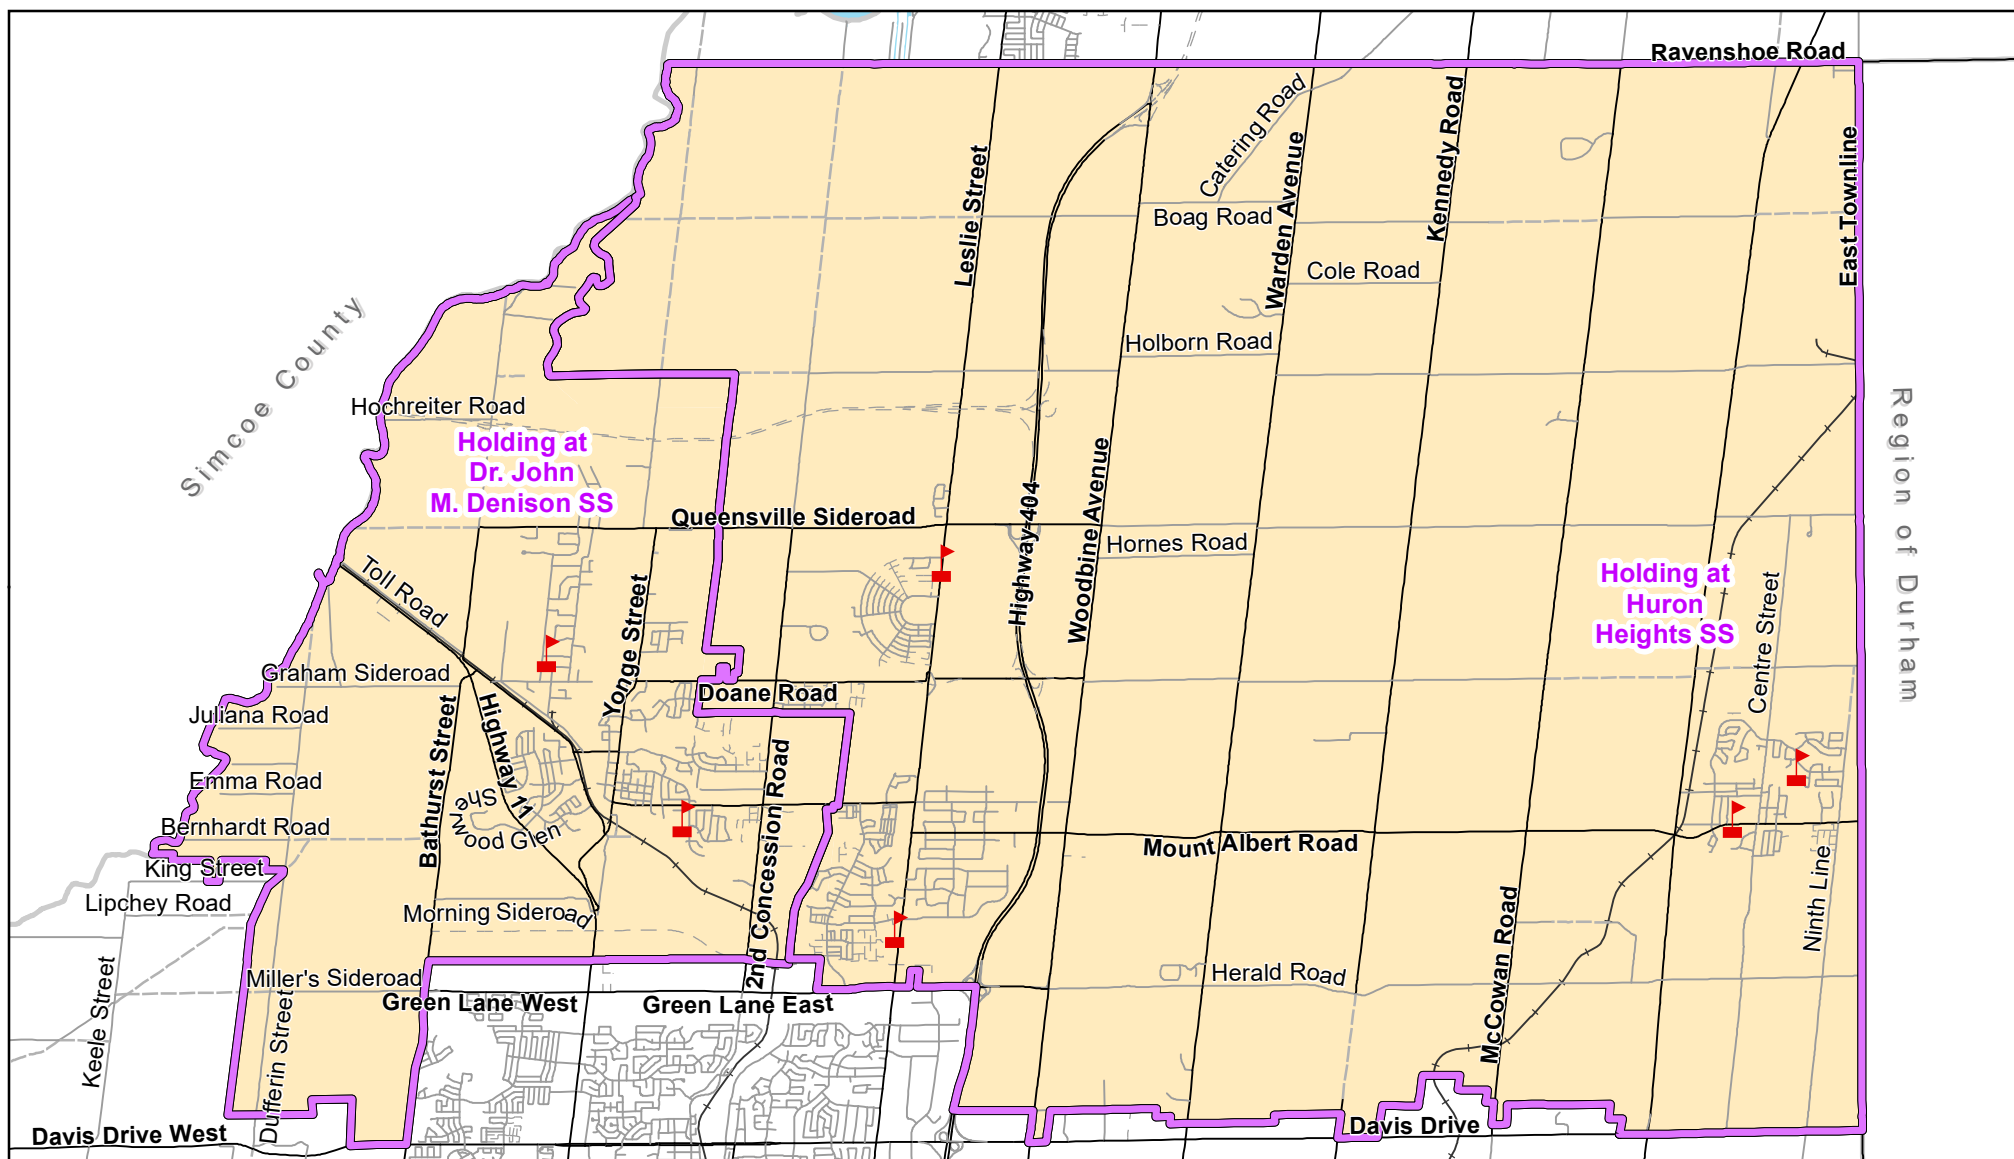 Ravenshoe Road
Catering Road
Kennedy Road
East Townline
Leslie Street
Warden Avenue
Boag Road
Cole Road
Simcoe County
Holborn Road
Hochreiter Road
Region of Durham
Holding at
Dr. John
M. Denison SS
Queensville Sideroad
Highway 404
Woodbine Avenue
Hornes Road
Holding at
Huron
Heights SS
Toll Road
Yonge Street
Centre Street
Graham Sideroad
Doane Road
Juliana Road
Bathurst Street
Highway 11
2nd Concession Road
Emma Road
Sherwood Glen
Bernhardt Road
Mount Albert Road
King Street
Lipchey Road
Morning Sideroad
McCowan Road
Ninth Line
Miller's Sideroad
Herald Road
Green Lane West
Green Lane East
Keele Street
Dufferin Street
Davis Drive West
Davis Drive